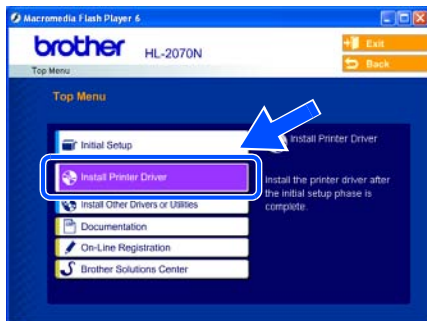 Macromedia Flash Player 6
brother HL-2070N
Exit
Back
Top Menu
Top Menu
Initial Setup
Install Printer Driver
Install Other Drivers or Utilities
Documentation
On-Line Registration
Brother Solutions Center
Install Printer Driver
Install the printer driver after
the initial setup phase is
complete.